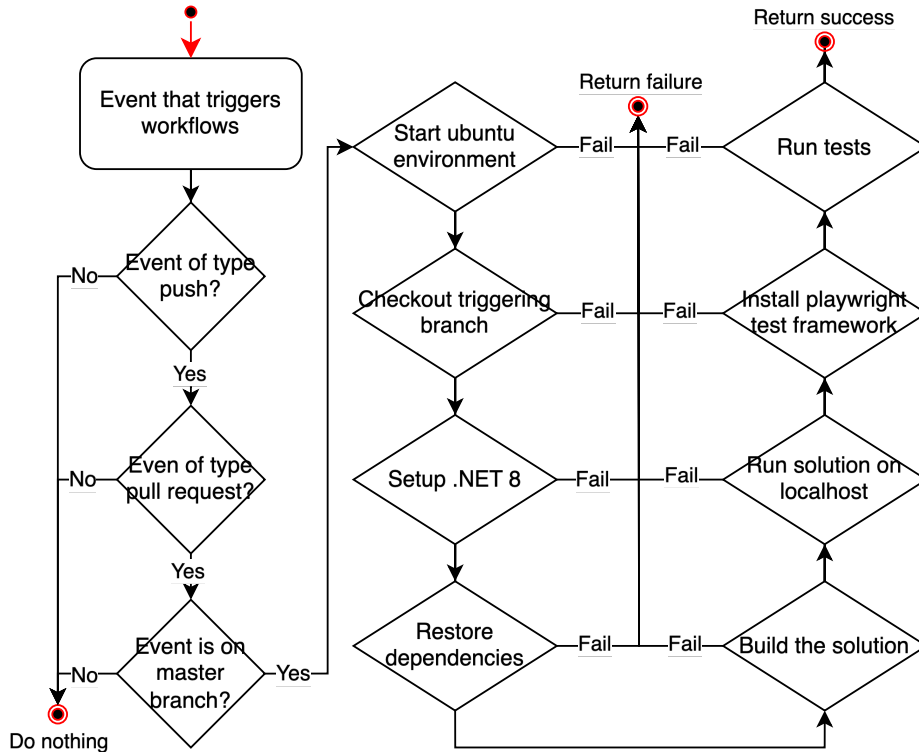 Event that triggers
workflows
Event of type
push?
No
Yes
Even of type
pull request?
No
Yes
Event is on
master
branch?
No
Yes
Do nothing
Start ubuntu
environment
Fail
Checkout triggering
branch
Fail
Setup .NET 8
Fail
Restore
dependencies
Fail
Return failure
Build the solution
Fail
Run solution on
localhost
Fail
Install playwright
test framework
Fail
Run tests
Fail
Return success